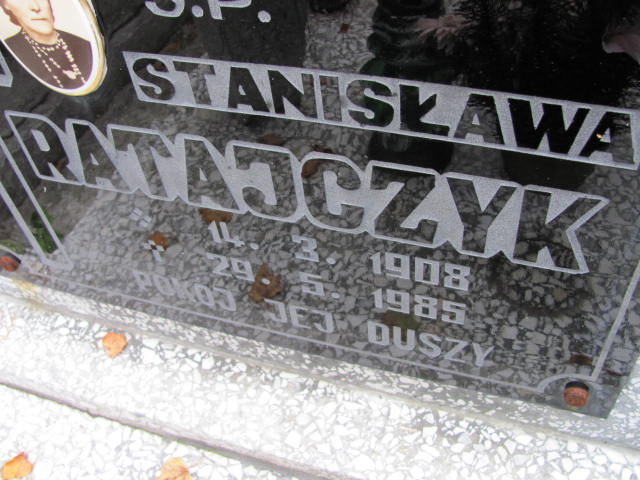 Ś.P.
STANISŁAWA
RATAJCZYK
* 14. 3. 1908
+ 29. 5. 1985
POKÓJ JEJ DUSZY